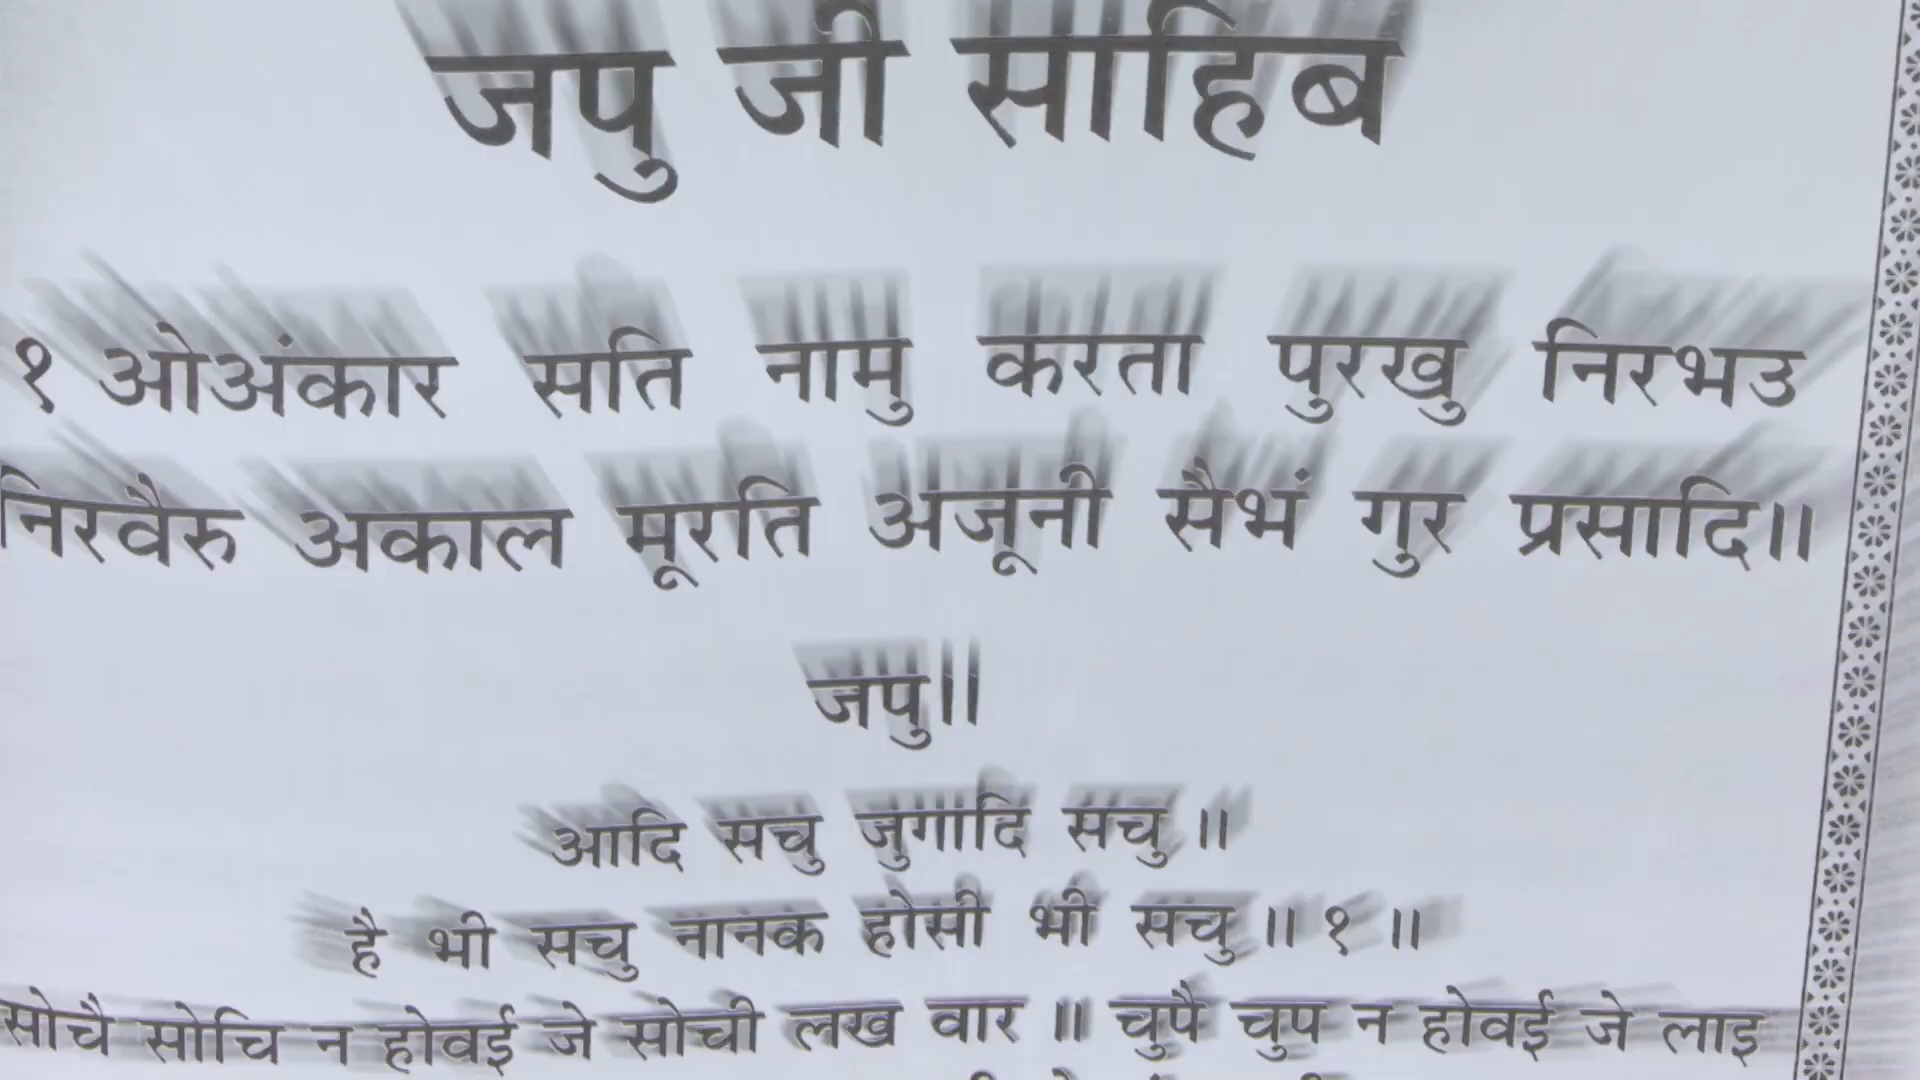 जपु जी साहिब
१ ओअंकार सति नामु करता पुरखु निरभउ
निरवैरु अकाल मूरति अजूनी सैभं गुर प्रसादि॥
जपु॥
आदि सचु जुगादि सचु ॥
है भी सचु नानक होसी भी सचु ॥ १ ॥
सोचै सोचि न होवई जे सोची लख वार ॥ चुपै चुप न होवई जे लाइ